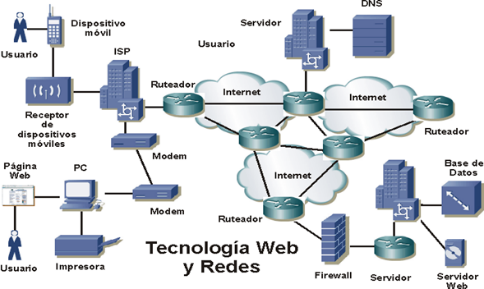 Dispositivo
móvil
Usuario
ISP
Receptor
de
dispositivos
móviles
Servidor
Usuario
DNS
Ruteador
Internet
Internet
Ruteador
Modem
Internet
Página
Web
PC
Modem
Base de
Datos
Ruteador
Usuario
Impresora
Tecnología Web
y Redes
Firewall
Servidor
Servidor
Web